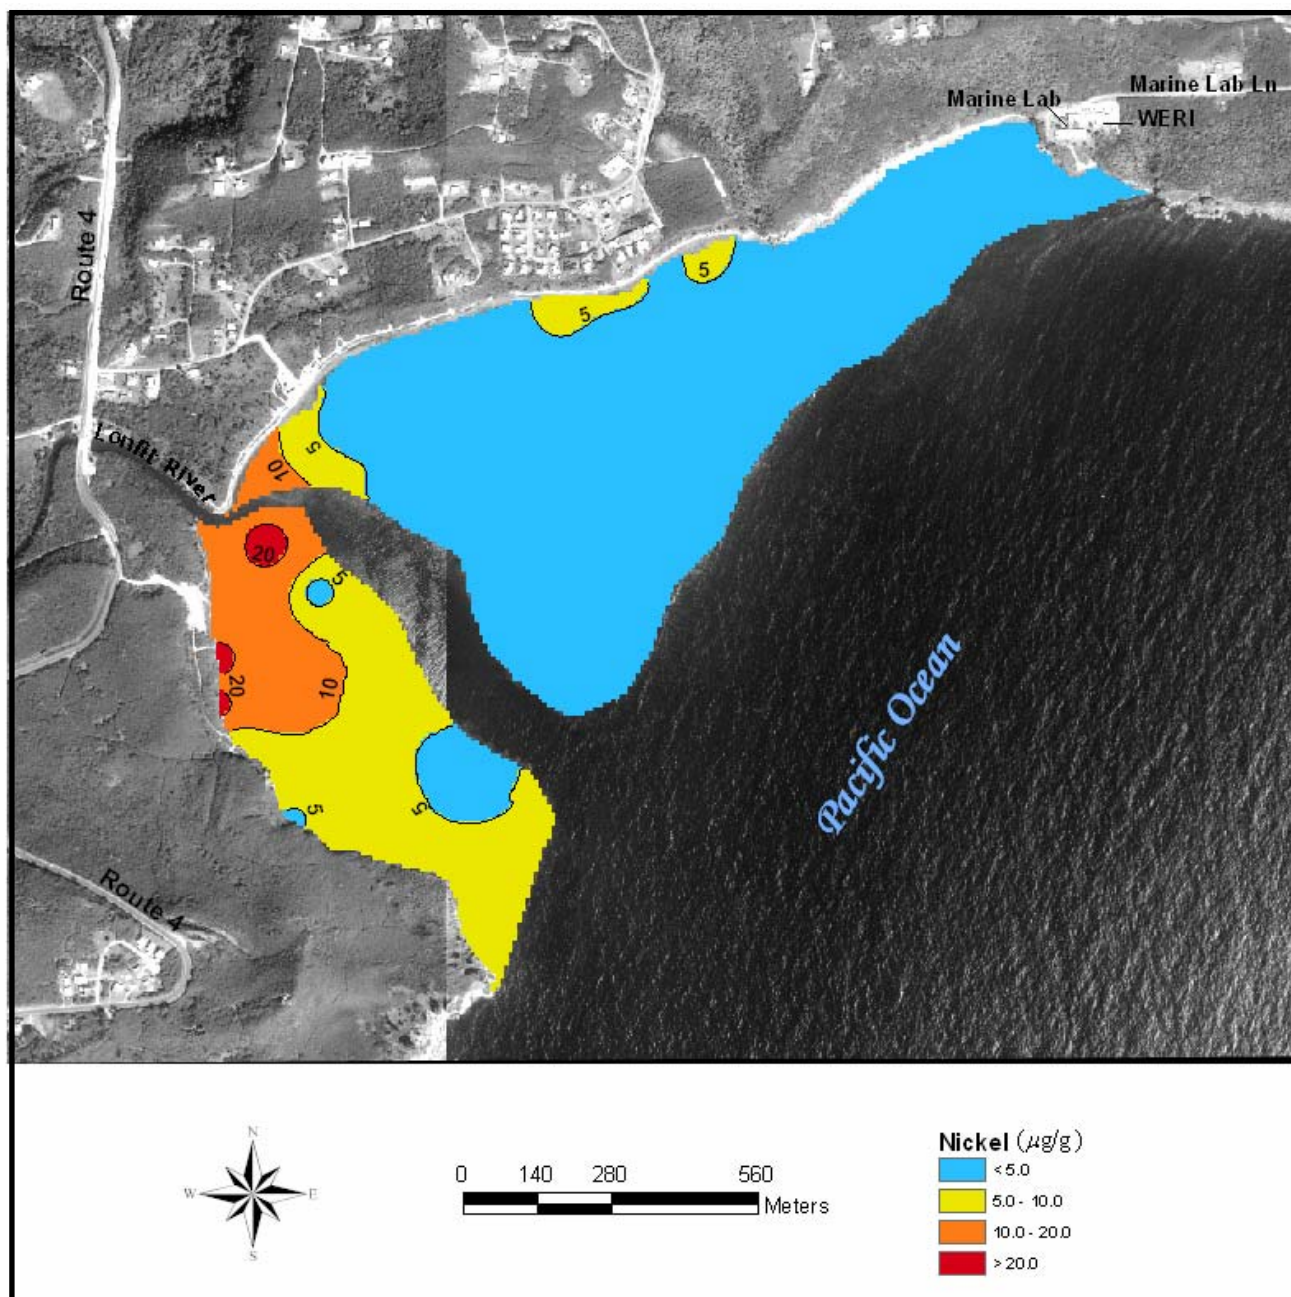 Marine Lab Ln
Marine Lab
WERI
Route 4
5
5
Lonfit River
5
10
20
5
20
10
5
5
Pacific Ocean
Route 4
N
W
E
S
0 140 280 560
Meters
Nickel (µg/g)
< 5.0
5.0 - 10.0
10.0 - 20.0
> 20.0